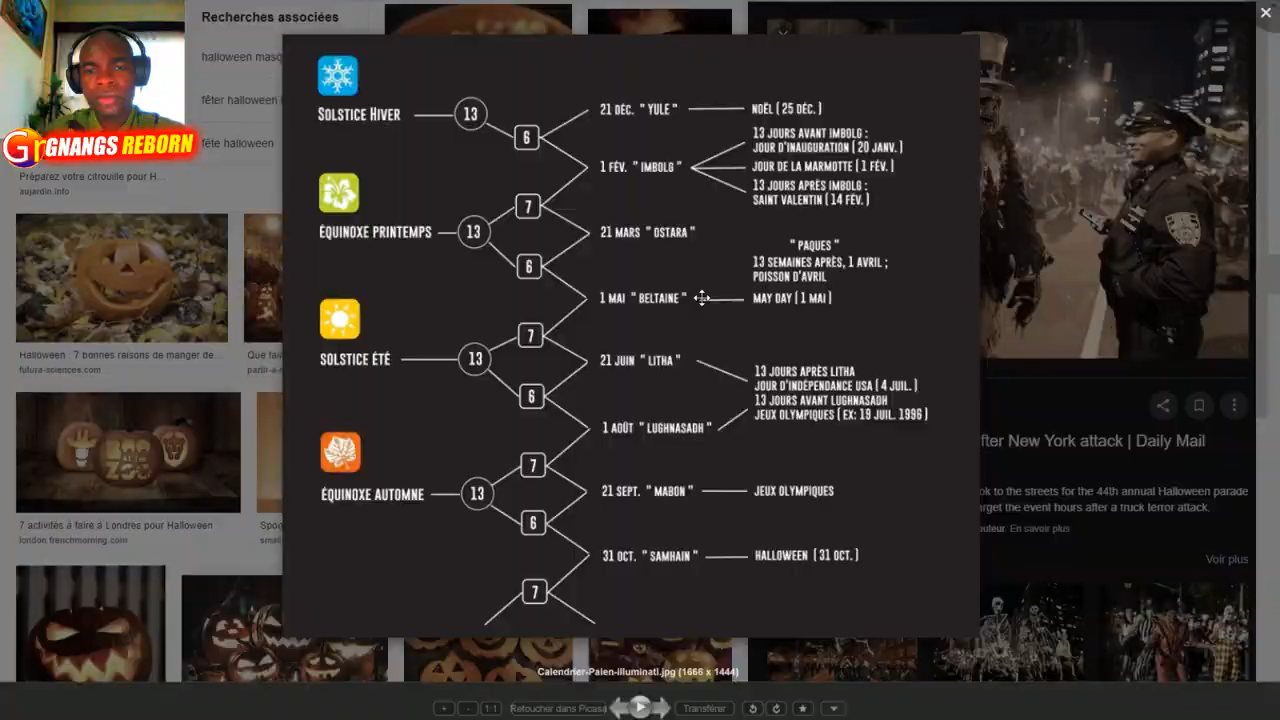 Recherches associées
halloween masq
fêter halloween i
fête halloween
GNANGS REBORN
Préparez votre citrouille pour H...
aujardin.info
Halloween : 7 bonnes raisons de manger de...
futura-sciences.com
Que fai
parlr-a-r
7 activités à faire à Londres pour Halloween
london.frenchmorning.com
Spoo
smal
SOLSTICE HIVER
13
6
21 DÉC. "YULE"
NOËL ( 25 DÉC. )
13 JOURS AVANT IMBOLG :
JOUR D'INAUGURATION ( 20 JANV. )
1 FÉV. "IMBOLG"
JOUR DE LA MARMOTTE ( 1 FÉV. )
13 JOURS APRÈS IMBOLG :
SAINT VALENTIN ( 14 FÉV. )
7
ÉQUINOXE PRINTEMPS
13
21 MARS "OSTARA"
"PAQUES"
13 SEMAINES APRÈS, 1 AVRIL ;
POISSON D'AVRIL
6
1 MAI "BELTAINE"
MAY DAY ( 1 MAI )
7
SOLSTICE ÉTÉ
13
21 JUIN "LITHA"
13 JOURS APRÈS LITHA
JOUR D'INDÉPENDANCE USA ( 4 JUIL. )
13 JOURS AVANT LUGHNASADH
JEUX OLYMPIQUES ( EX: 19 JUIL. 1996 )
6
1 AOÛT "LUGHNASADH"
7
ÉQUINOXE AUTOMNE
13
21 SEPT. "MABON"
JEUX OLYMPIQUES
6
31 OCT. "SAMHAIN"
HALLOWEEN ( 31 OCT. )
7
fter New York attack | Daily Mail
ok to the streets for the 44th annual Halloween parade
rget the event hours after a truck terror attack.
auteur. En savoir plus
Voir plus
Calendrier-Paien-illuminati.jpg (1666 x 1444)
1:1
Retoucher dans Picasa
Transférer